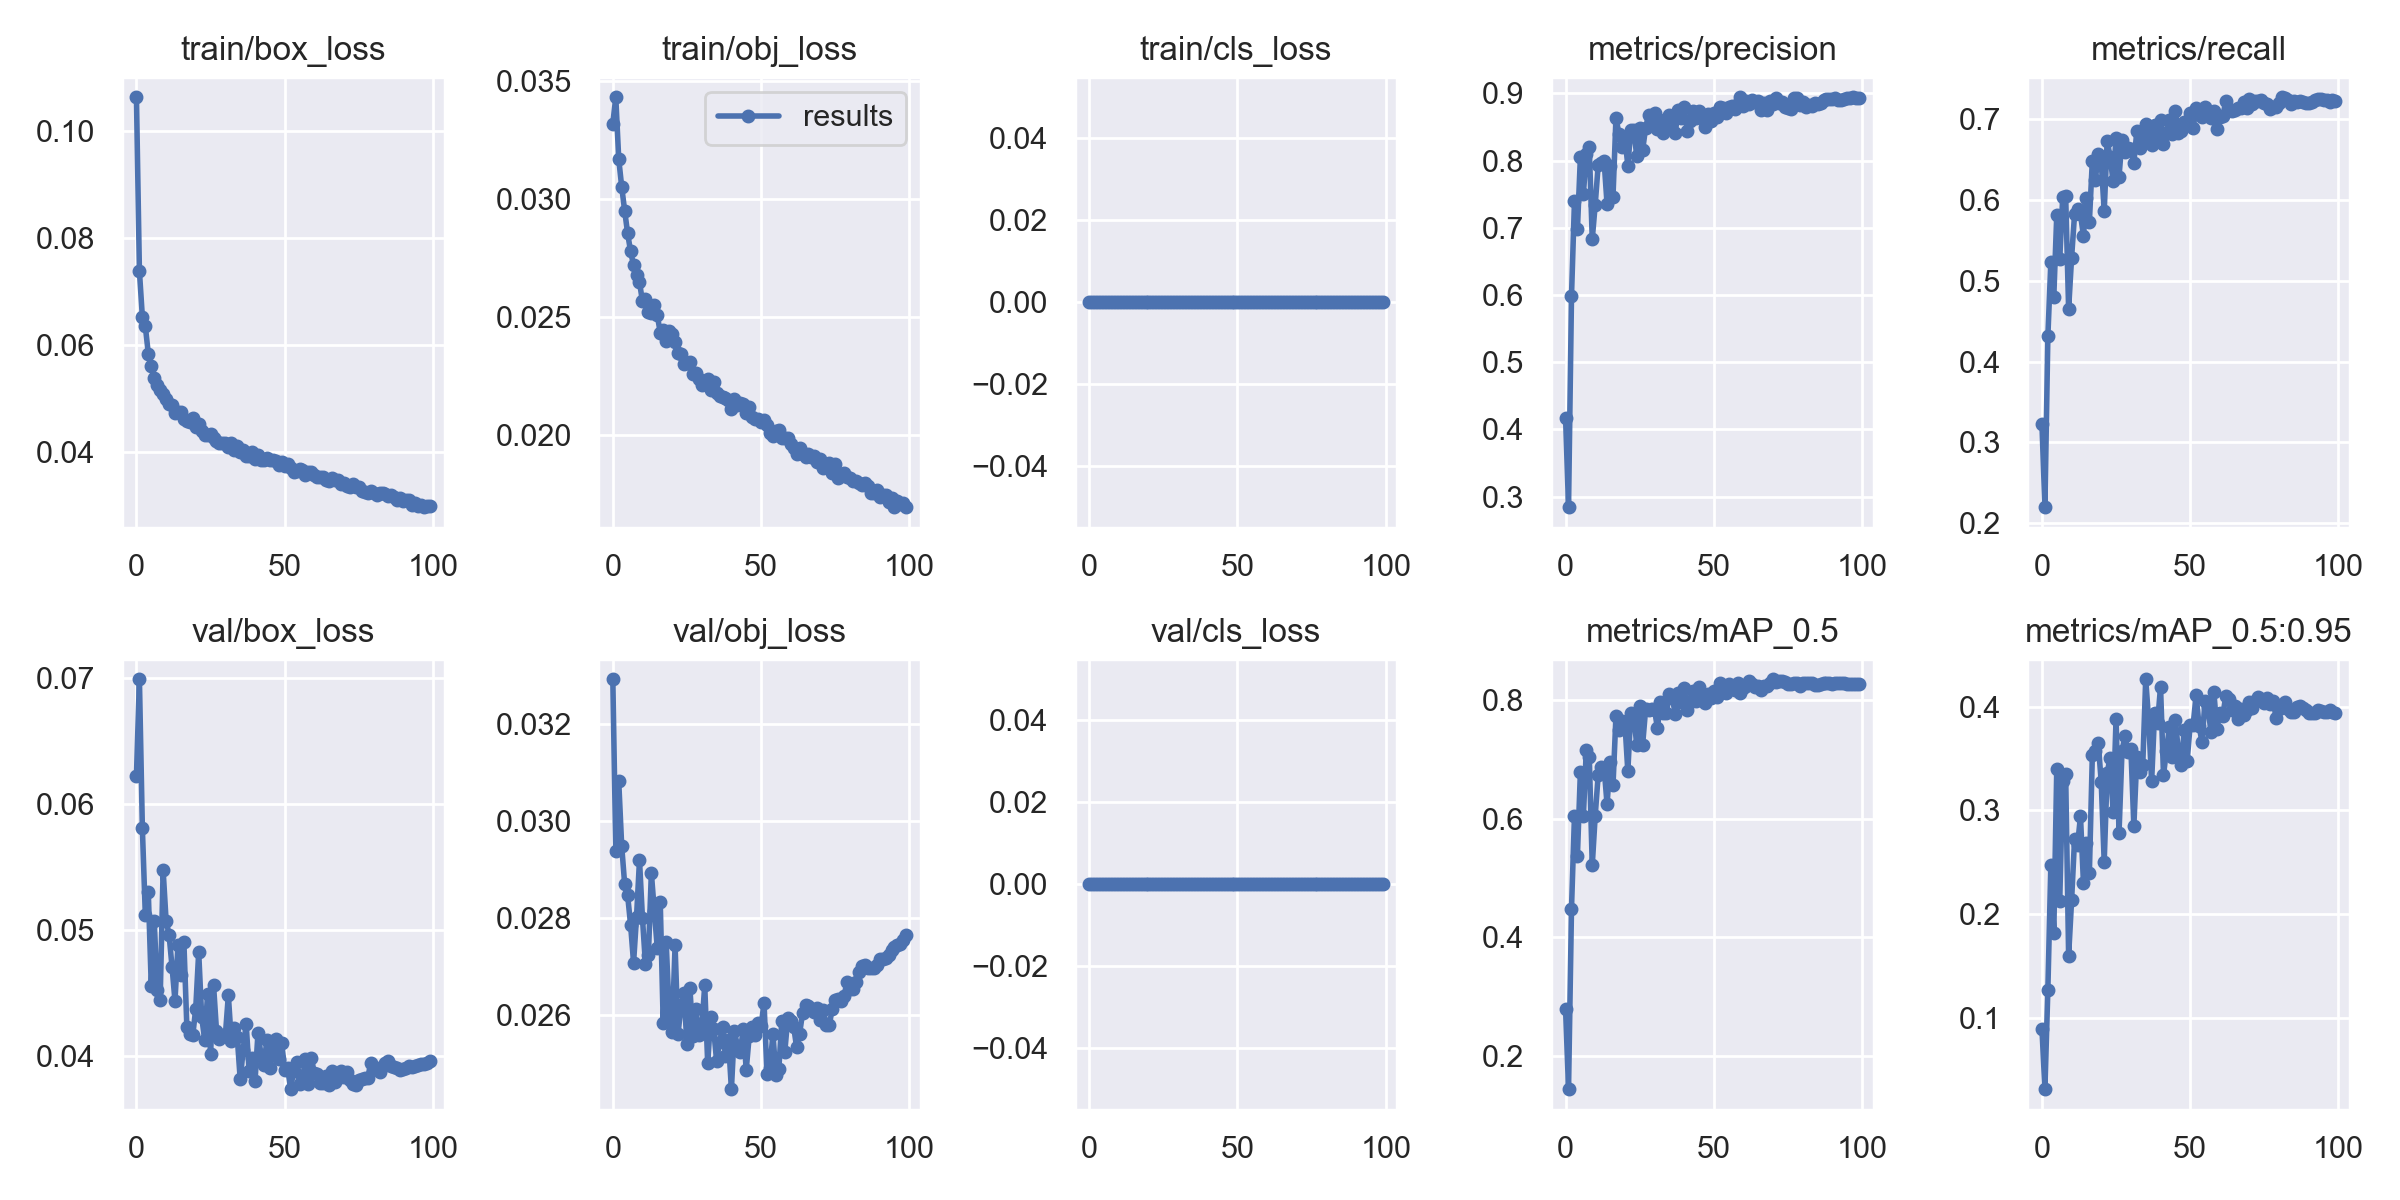 train/box_loss
0.10
0.08
0.06
0.04
0 50 100
train/obj_loss
results
0.035
0.030
0.025
0.020
0 50 100
train/cls_loss
0.04
0.02
0.00
−0.02
−0.04
0 50 100
metrics/precision
0.9
0.8
0.7
0.6
0.5
0.4
0.3
0 50 100
metrics/recall
0.7
0.6
0.5
0.4
0.3
0.2
0 50 100
val/box_loss
0.07
0.06
0.05
0.04
0 50 100
val/obj_loss
0.032
0.030
0.028
0.026
0 50 100
val/cls_loss
0.04
0.02
0.00
−0.02
−0.04
0 50 100
metrics/mAP_0.5
0.8
0.6
0.4
0.2
0 50 100
metrics/mAP_0.5:0.95
0.4
0.3
0.2
0.1
0 50 100